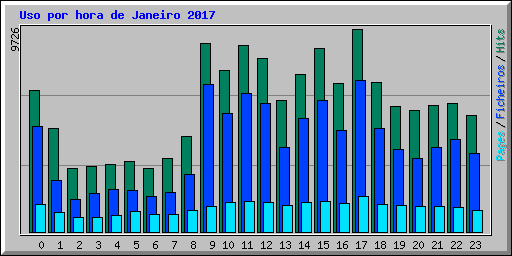 Uso por hora de Janeiro 2017
9726
Pages / Ficheiros / Hits
0 1 2 3 4 5 6 7 8 9 10 11 12 13 14 15 16 17 18 19 20 21 22 23